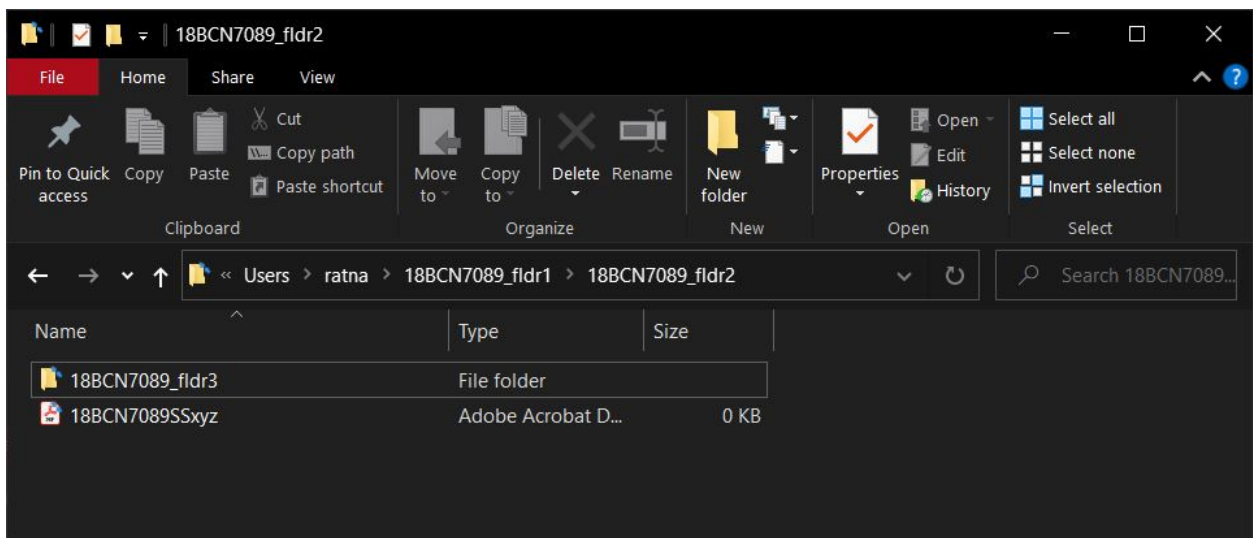 18BCN7089_fldr2
File Home Share View
Pin to Quick access
Copy
Paste
Cut
Copy path
Paste shortcut
Clipboard
Move to
Copy to
Delete
Rename
Organize
New folder
New
Properties
Open
Edit
History
Open
Select all
Select none
Invert selection
Select
« Users > ratna > 18BCN7089_fldr1 > 18BCN7089_fldr2
Search 18BCN7089...
Name Type Size
18BCN7089_fldr3 File folder
18BCN7089SSxyz Adobe Acrobat D... 0 KB